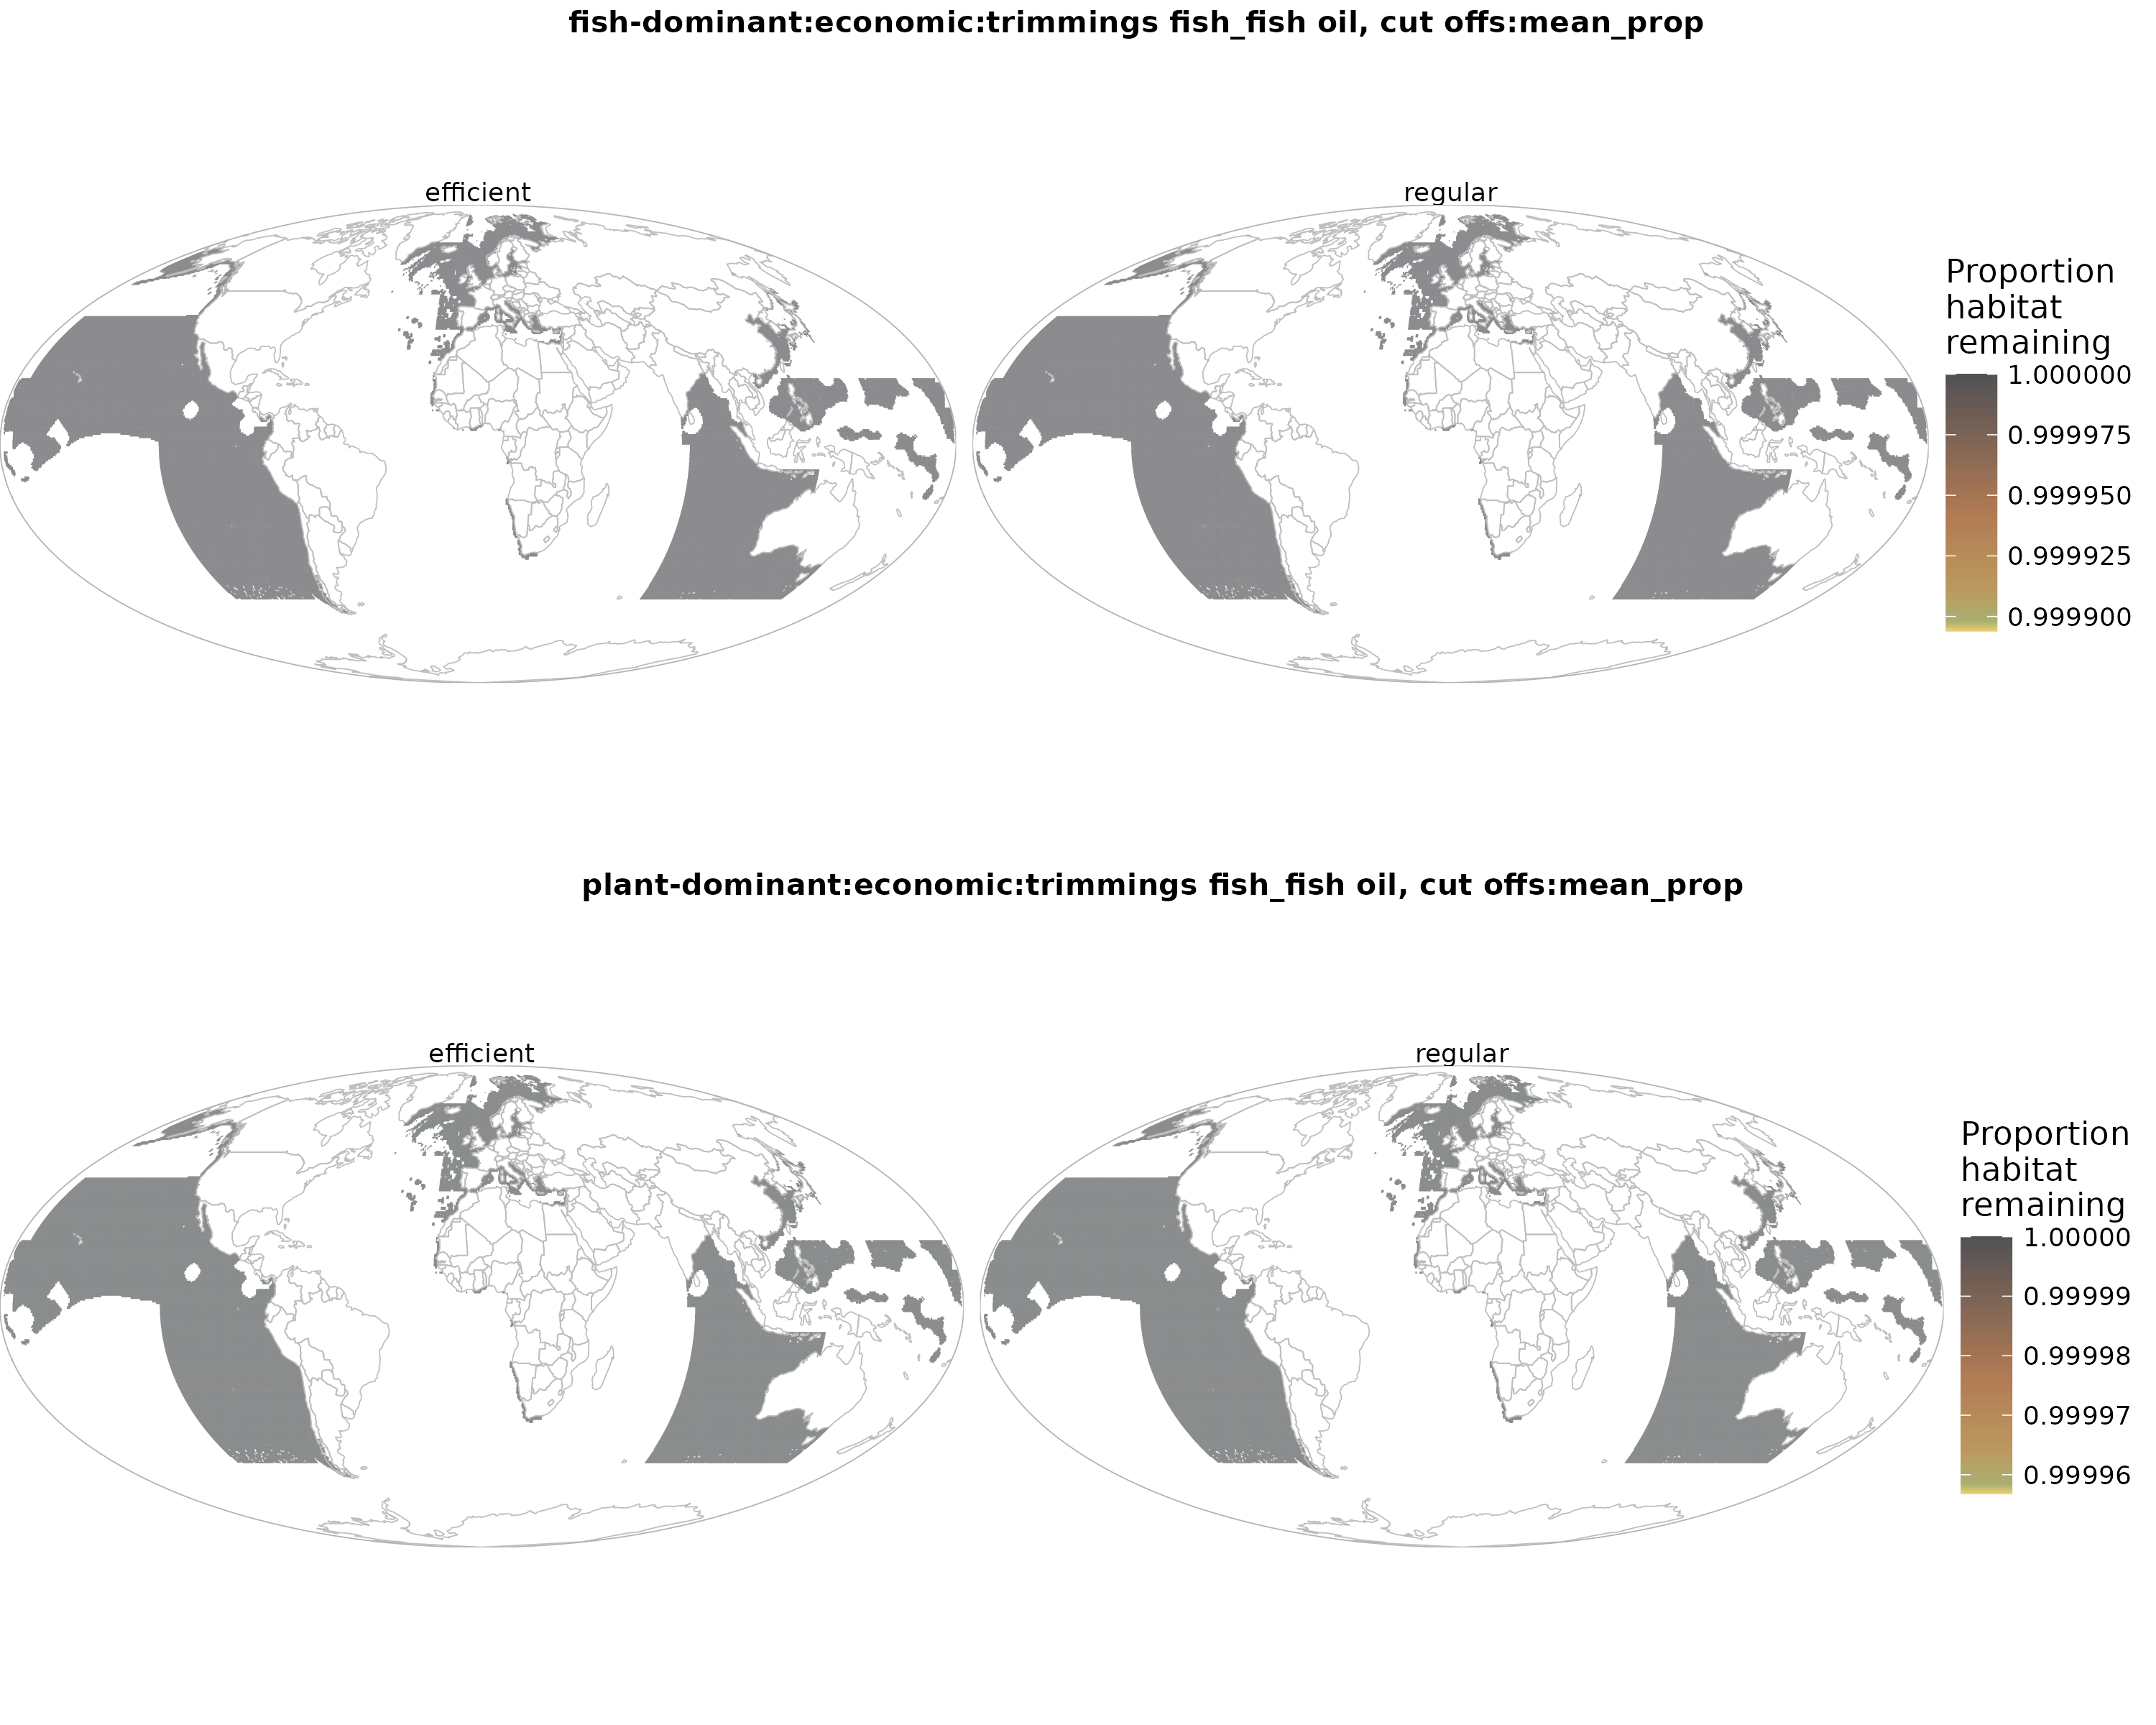 fish-dominant:economic:trimmings fish_fish oil, cut offs:mean_prop
efficient
regular
Proportion
habitat
remaining
1.000000
0.999975
0.999950
0.999925
0.999900
plant-dominant:economic:trimmings fish_fish oil, cut offs:mean_prop
efficient
regular
Proportion
habitat
remaining
1.00000
0.99999
0.99998
0.99997
0.99996